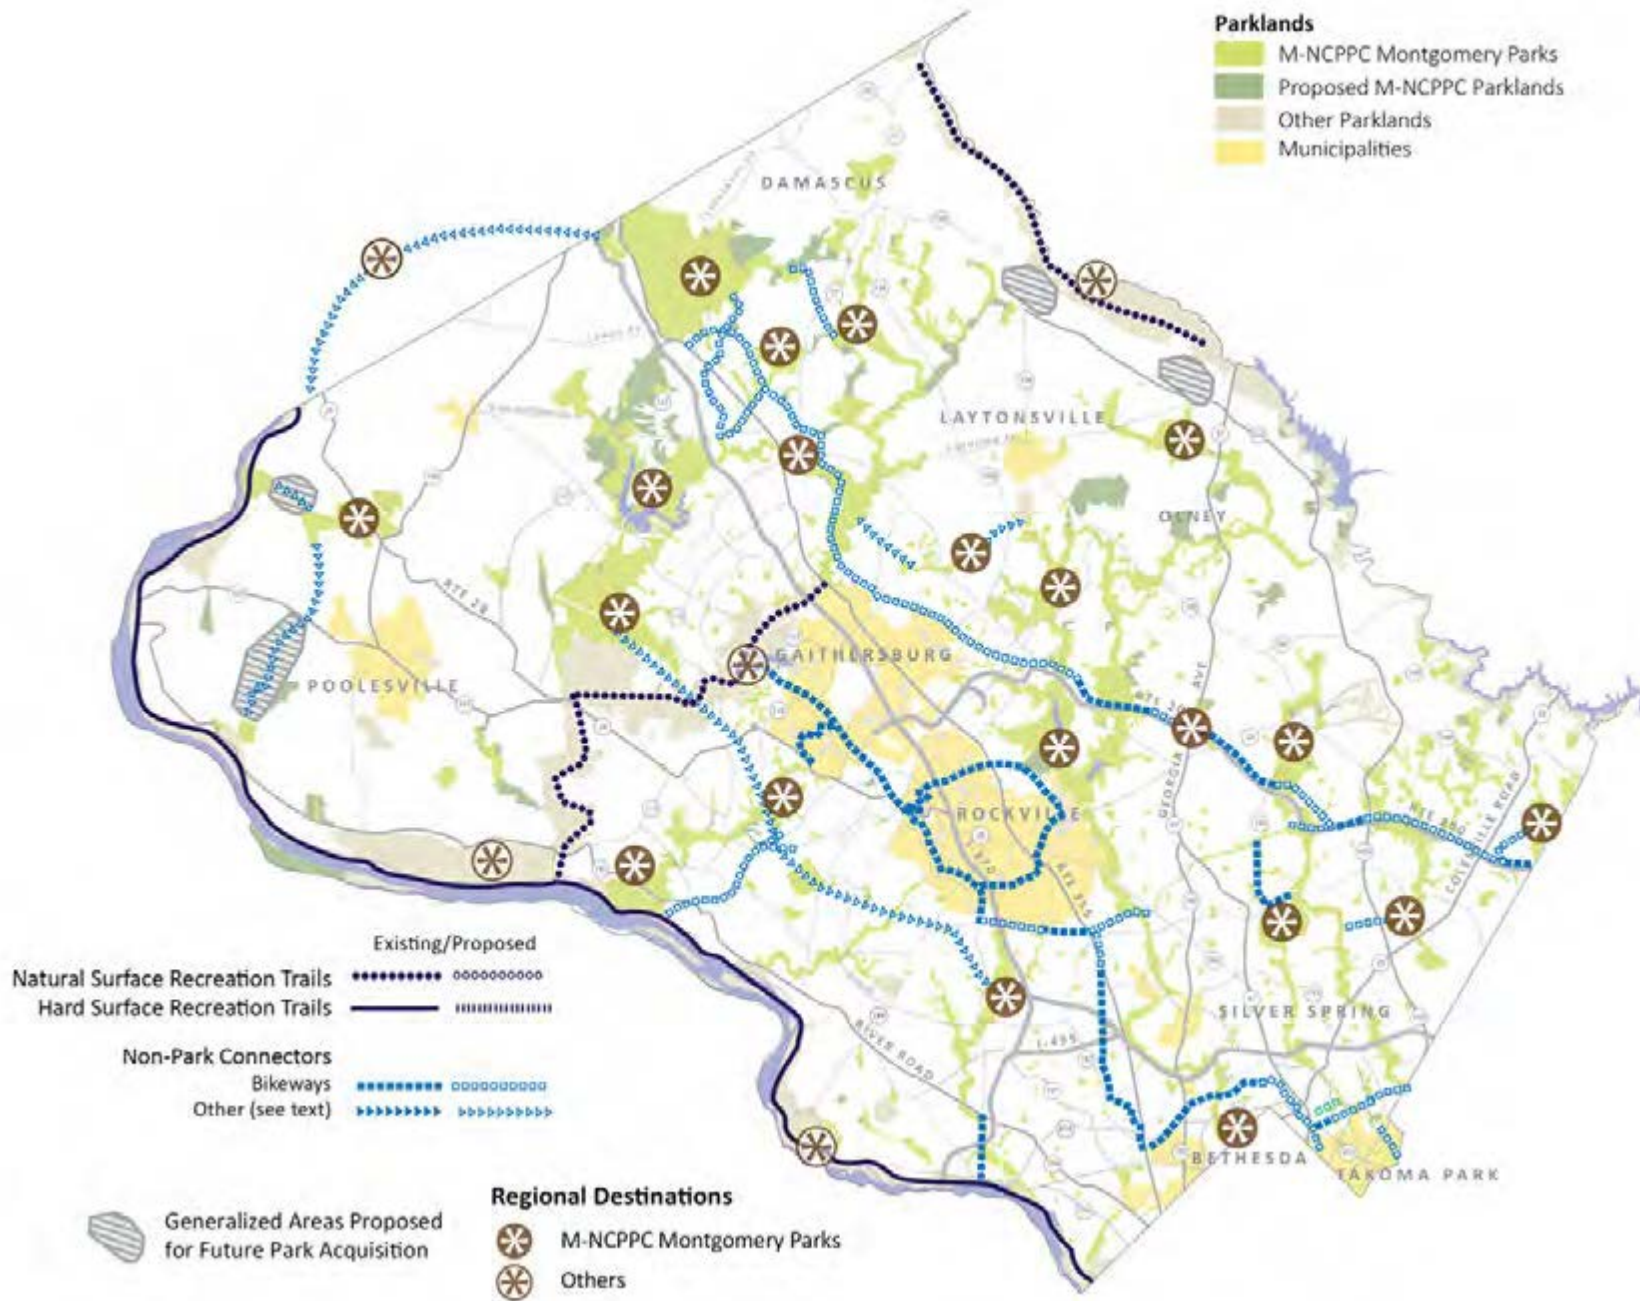 Parklands
M-NCPPC Montgomery Parks
Proposed M-NCPPC Parklands
Other Parklands
Municipalities
DAMASCUS
LAYTONSVILLE
OLNEY
RTE 28
GAITHERSBURG
POOLESVILLE
AVE
GEORGIA
ROCKVILLE
I-270
RTE 355
RTE 200
COLESVILLE ROAD
Existing/Proposed
Natural Surface Recreation Trails
Hard Surface Recreation Trails
Non-Park Connectors
Bikeways
Other (see text)
SILVER SPRING
RIVER ROAD
I-495
BETHESDA
TAKOMA PARK
Generalized Areas Proposed
for Future Park Acquisition
Regional Destinations
M-NCPPC Montgomery Parks
Others